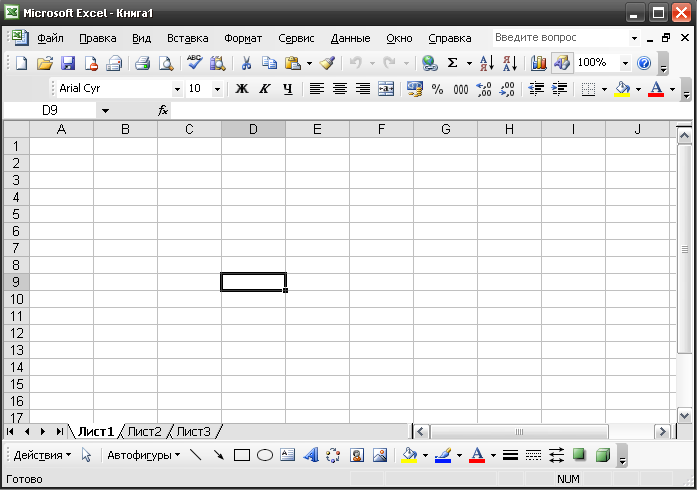 Microsoft Excel - Книга1
Файл Правка Вид Вставка Формат Сервис Данные Окно Справка Введите вопрос
100%
Arial Cyr 10 Ж К Ч % 000
D9 fx
A B C D E F G H I J
1
2
3
4
5
6
7
8
9
10
11
12
13
14
15
16
17
Лист1 Лист2 Лист3
Действия Автофигуры
Готово NUM